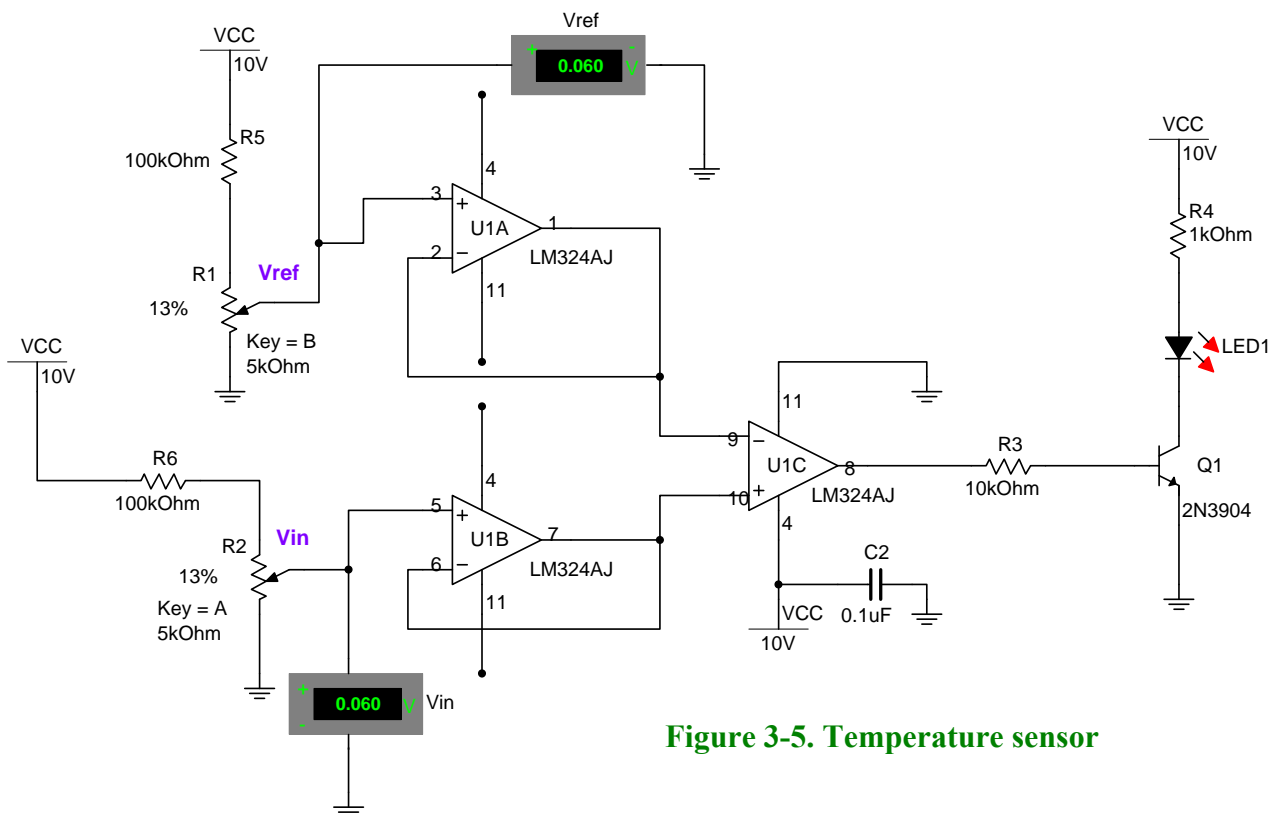 Vref
VCC
10V
+ 0.060 -
V
R5
100kOhm
VCC
10V
4
3
+
U1A
1
R4
1kOhm
2
−
LM324AJ
R1
Vref
13%
11
Key = B
5kOhm
VCC
10V
LED1
11
9
−
R6
100kOhm
U1C
8
R3
10kOhm
Q1
4
10
+
LM324AJ
2N3904
5
+
4
Vin
U1B
7
R2
13%
6
−
LM324AJ
C2
0.1uF
Key = A
5kOhm
11
VCC
10V
+
0.060 V
-
Vin
Figure 3-5. Temperature sensor